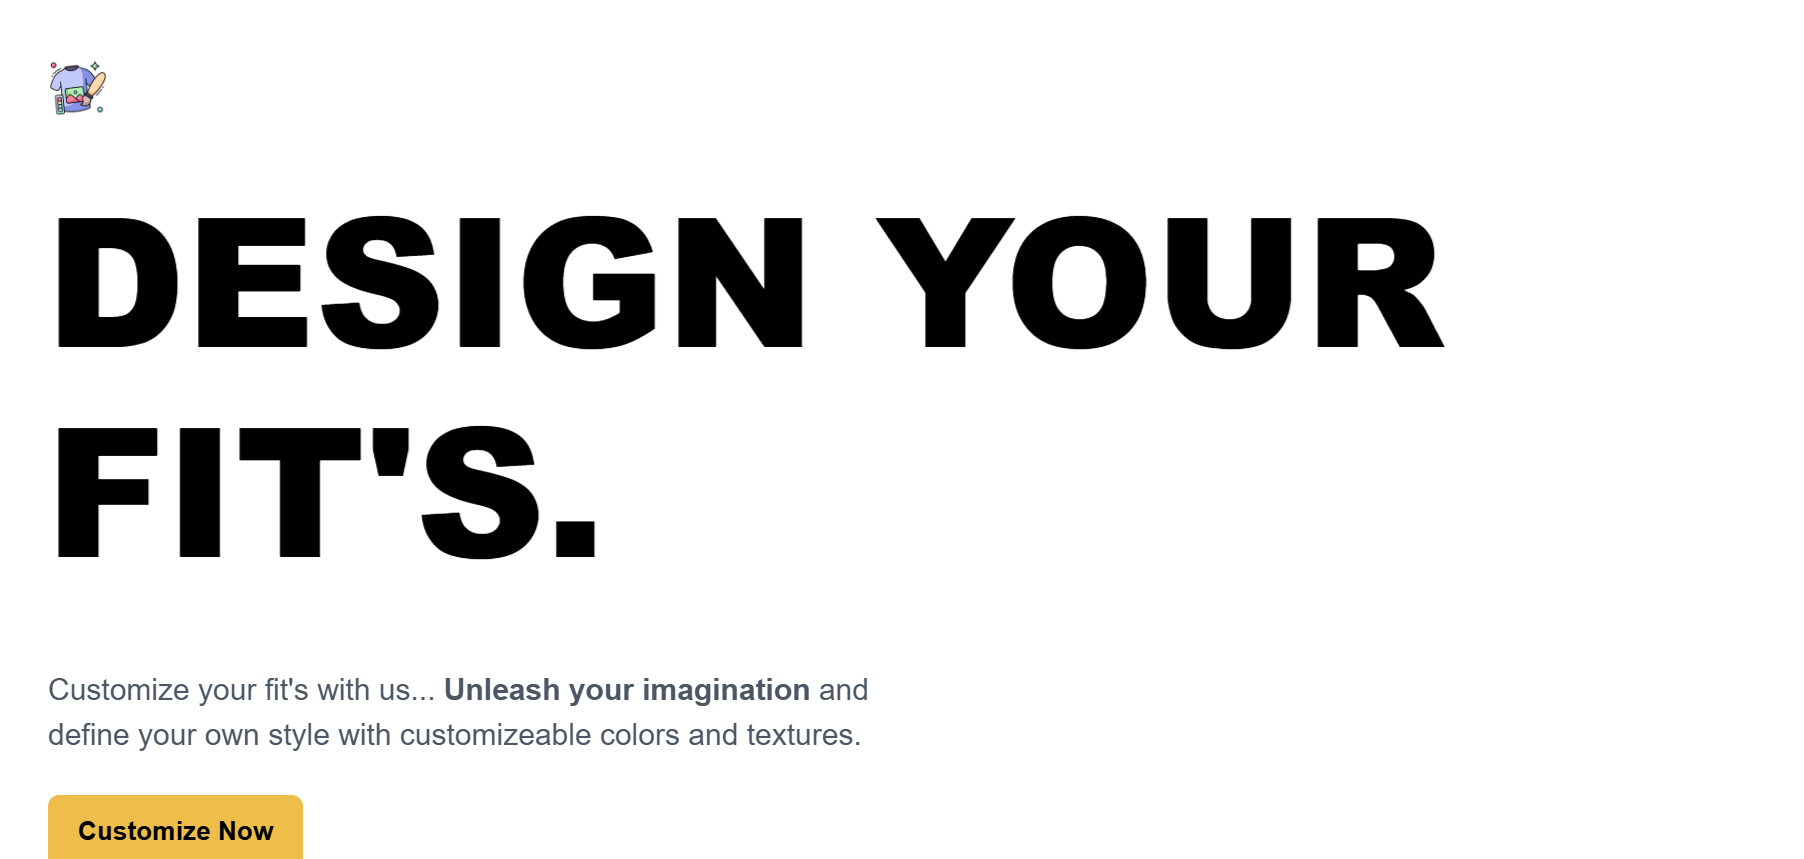 DESIGN YOUR
FIT'S.
Customize your fit's with us... Unleash your imagination and
define your own style with customizeable colors and textures.
Customize Now